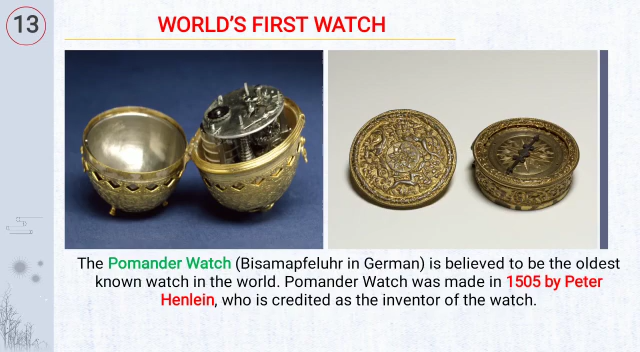 13
WORLD'S FIRST WATCH
The Pomander Watch (Bisamapfeluhr in German) is believed to be the oldest
known watch in the world. Pomander Watch was made in 1505 by Peter
Henlein, who is credited as the inventor of the watch.